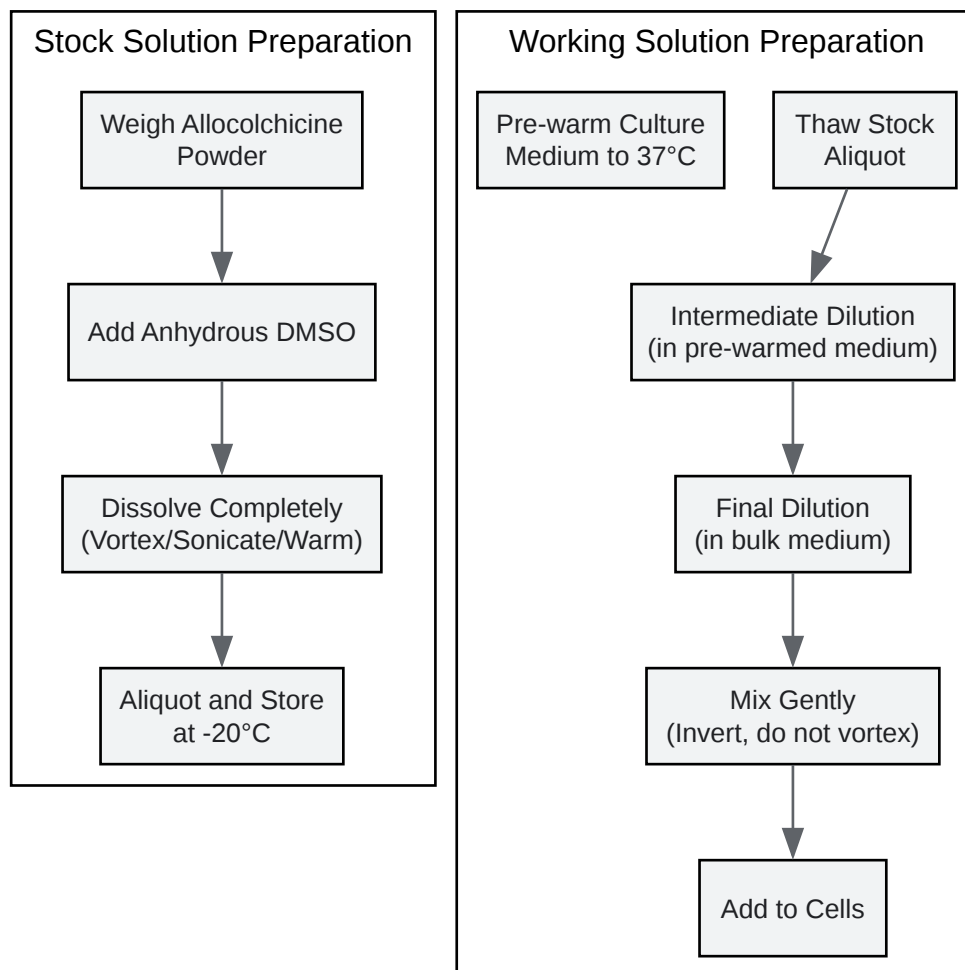 Stock Solution Preparation
Weigh Allocolchicine
Powder
Add Anhydrous DMSO
Dissolve Completely
(Vortex/Sonicate/Warm)
Aliquot and Store
at -20°C
Working Solution Preparation
Pre-warm Culture
Medium to 37°C
Thaw Stock
Aliquot
Intermediate Dilution
(in pre-warmed medium)
Final Dilution
(in bulk medium)
Mix Gently
(Invert, do not vortex)
Add to Cells